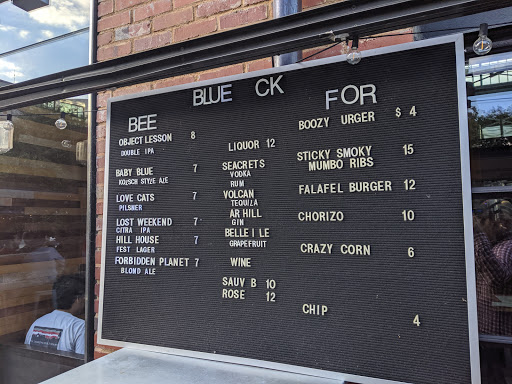 BLUE CK FOR
BEE
OBJECT LESSON 8
DOUBLE IPA
BABY BLUE 7
KOLSCH STYLE ALE
LOVE CATS 7
PILSNER
LOST WEEKEND 7
CITRA IPA
HILL HOUSE 7
FEST LAGER
FORBIDDEN PLANET 7
BLOND ALE
LIQUOR 12
SEACRETS
VODKA
RUM
VOLCAN
TEQUILA
AR HILL
GIN
BELLE I LE
GRAPEFRUIT
WINE
SAUV B 10
ROSE 12
BOOZY URGER $ 4
STICKY SMOKY 15
MUMBO RIBS
FALAFEL BURGER 12
CHORIZO 10
CRAZY CORN 6
CHIP 4